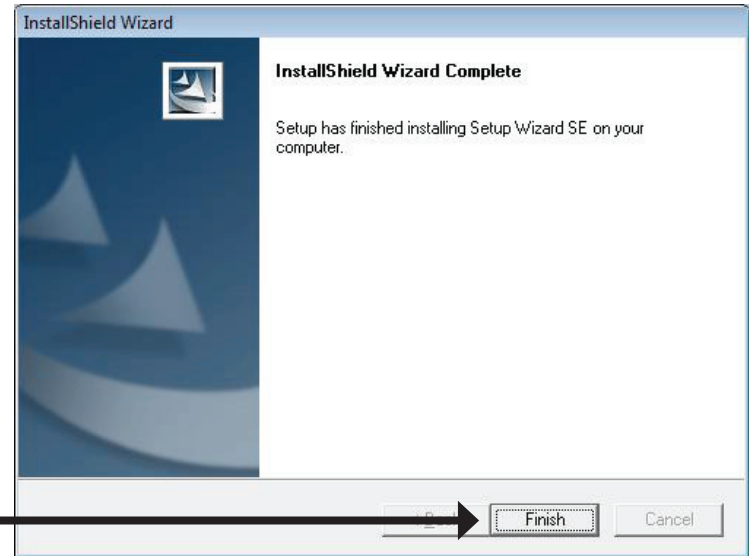 InstallShield Wizard
InstallShield Wizard Complete
Setup has finished installing Setup Wizard SE on your
computer.
Finish
Cancel